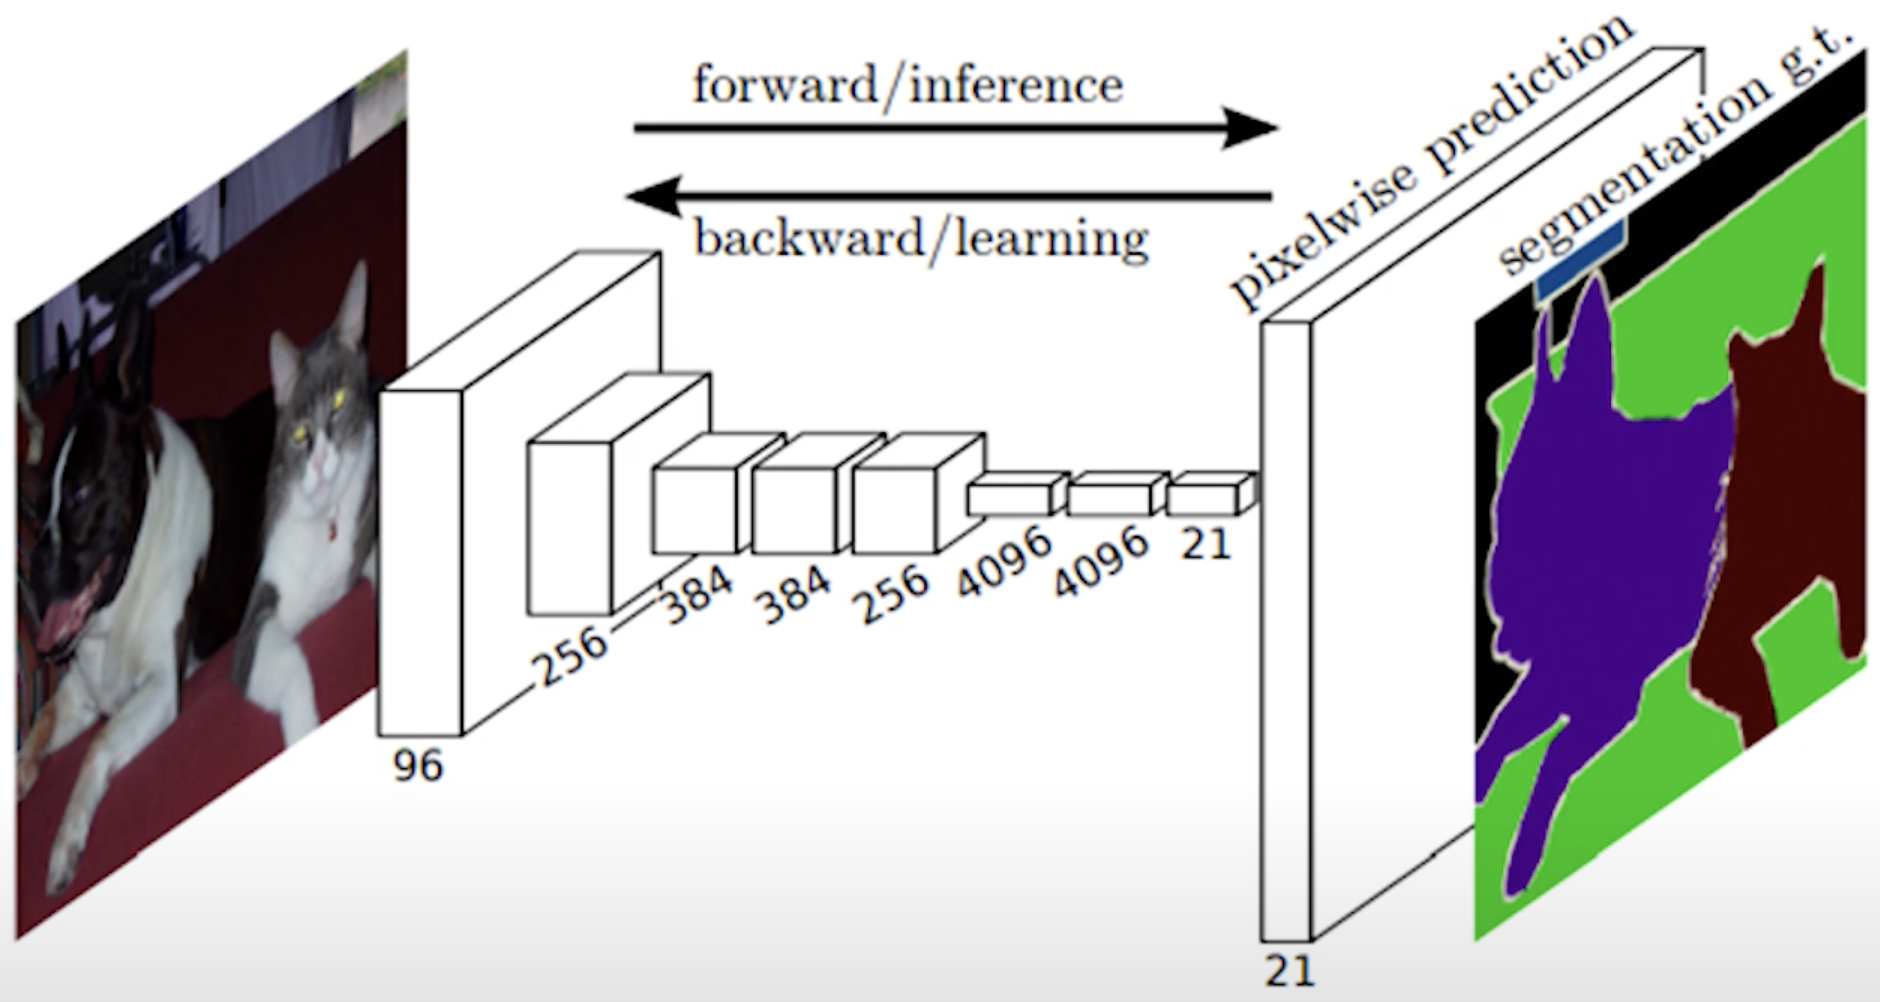 forward/inference
backward/learning
pixelwise prediction
segmentation g.t.
96
256
384
384
256
4096
4096
21
21